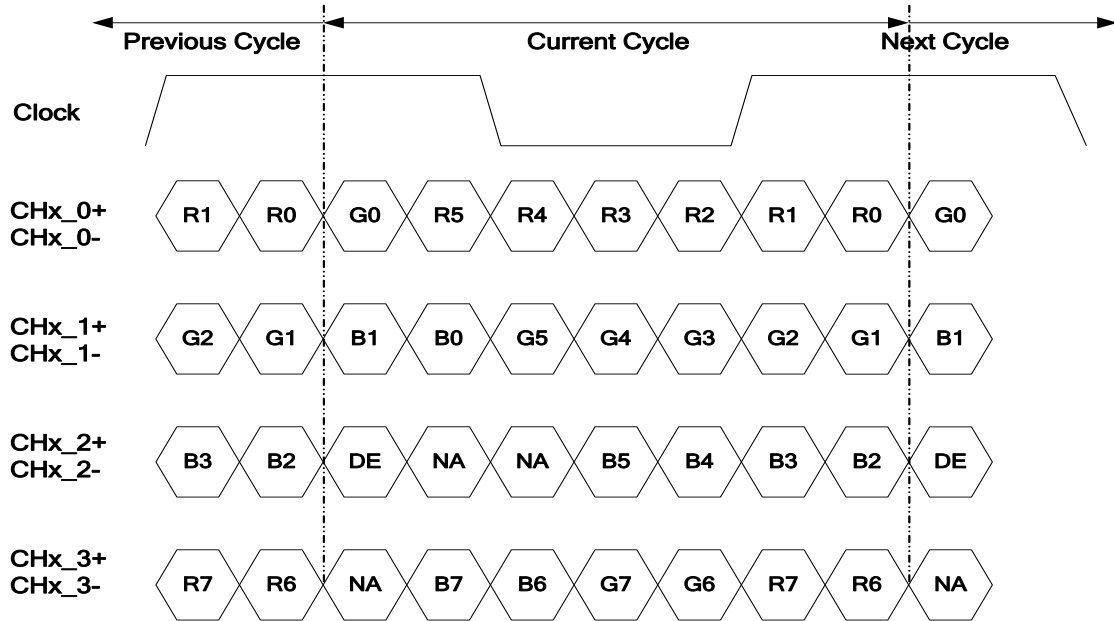 Previous Cycle Current Cycle Next Cycle
Clock
CHx_0+
CHx_0-
R1 R0 G0 R5 R4 R3 R2 R1 R0 G0
CHx_1+
CHx_1-
G2 G1 B1 B0 G5 G4 G3 G2 G1 B1
CHx_2+
CHx_2-
B3 B2 DE NA NA B5 B4 B3 B2 DE
CHx_3+
CHx_3-
R7 R6 NA B7 B6 G7 G6 R7 R6 NA